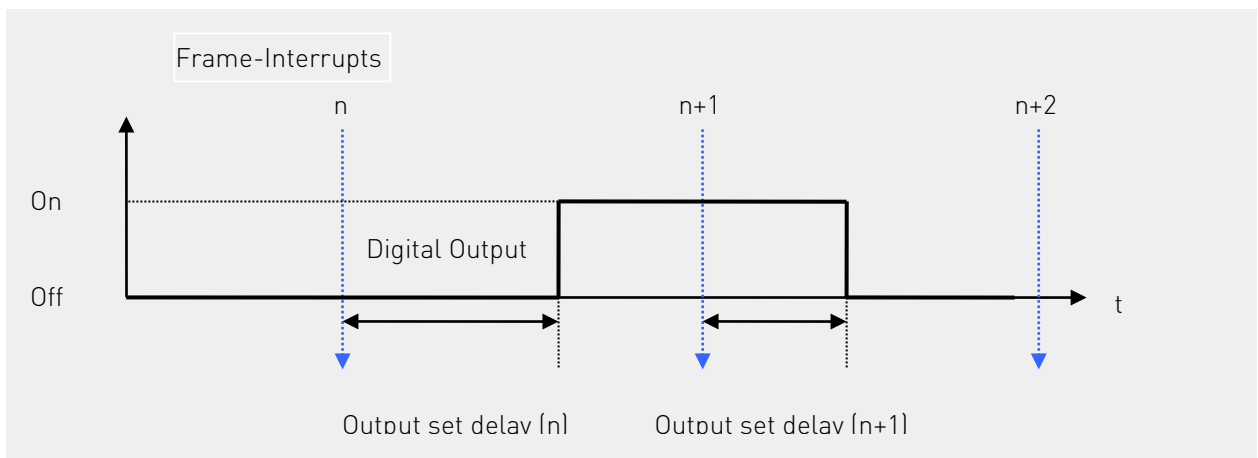 Frame-Interrupts
n n+1 n+2
On
Digital Output
Off
t
Output set delay (n) Output set delay (n+1)